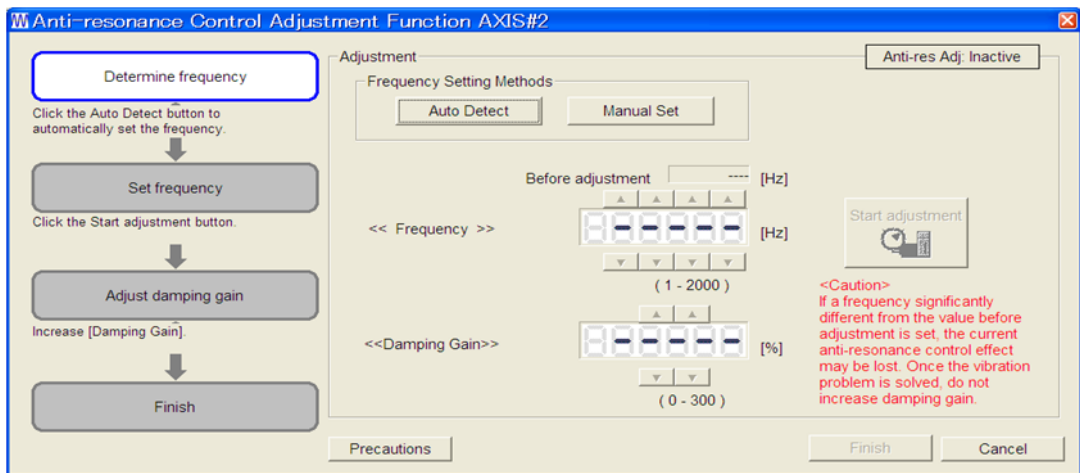 Anti-resonance Control Adjustment Function AXIS#2
Determine frequency
Click the Auto Detect button to
automatically set the frequency.
Set frequency
Click the Start adjustment button.
Adjust damping gain
Increase [Damping Gain].
Finish
Adjustment
Anti-res Adj: Inactive
Frequency Setting Methods
Auto Detect
Manual Set
Before adjustment ---- [Hz]
<< Frequency >> ----- [Hz]
( 1 - 2000 )
<<Damping Gain>> ----- [%]
( 0 - 300 )
Start adjustment
<Caution>
If a frequency significantly
different from the value before
adjustment is set, the current
anti-resonance control effect
may be lost. Once the vibration
problem is solved, do not
increase damping gain.
Precautions
Finish
Cancel